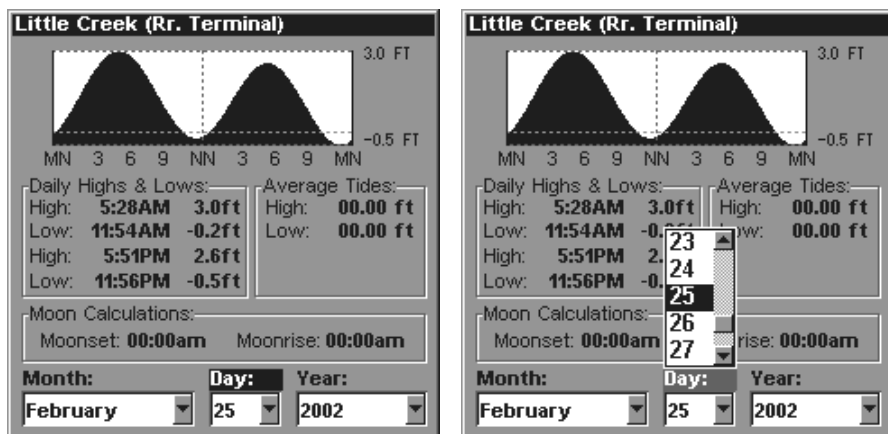 Little Creek (Rr. Terminal)
3.0 FT
-0.5 FT
MN 3 6 9 NN 3 6 9 MN
Daily Highs & Lows:
High: 5:28AM 3.0ft
Low: 11:54AM -0.2ft
High: 5:51PM 2.6ft
Low: 11:56PM -0.5ft
Average Tides:
High: 00.00 ft
Low: 00.00 ft
Moon Calculations:
Moonset: 00:00am Moonrise: 00:00am
Month: Day: Year:
February 25 2002
Little Creek (Rr. Terminal)
3.0 FT
-0.5 FT
MN 3 6 9 NN 3 6 9 MN
Daily Highs & Lows:
High: 5:28AM 3.0ft
Low: 11:54AM
High: 5:51PM 2.
Low: 11:56PM -0.
Average Tides:
High: 00.00 ft
Low: 00.00 ft
23
24
25
26
27
Moon Calculations:
Moonset: 00:00am rise: 00:00am
Month: Day: Year:
February 25 2002